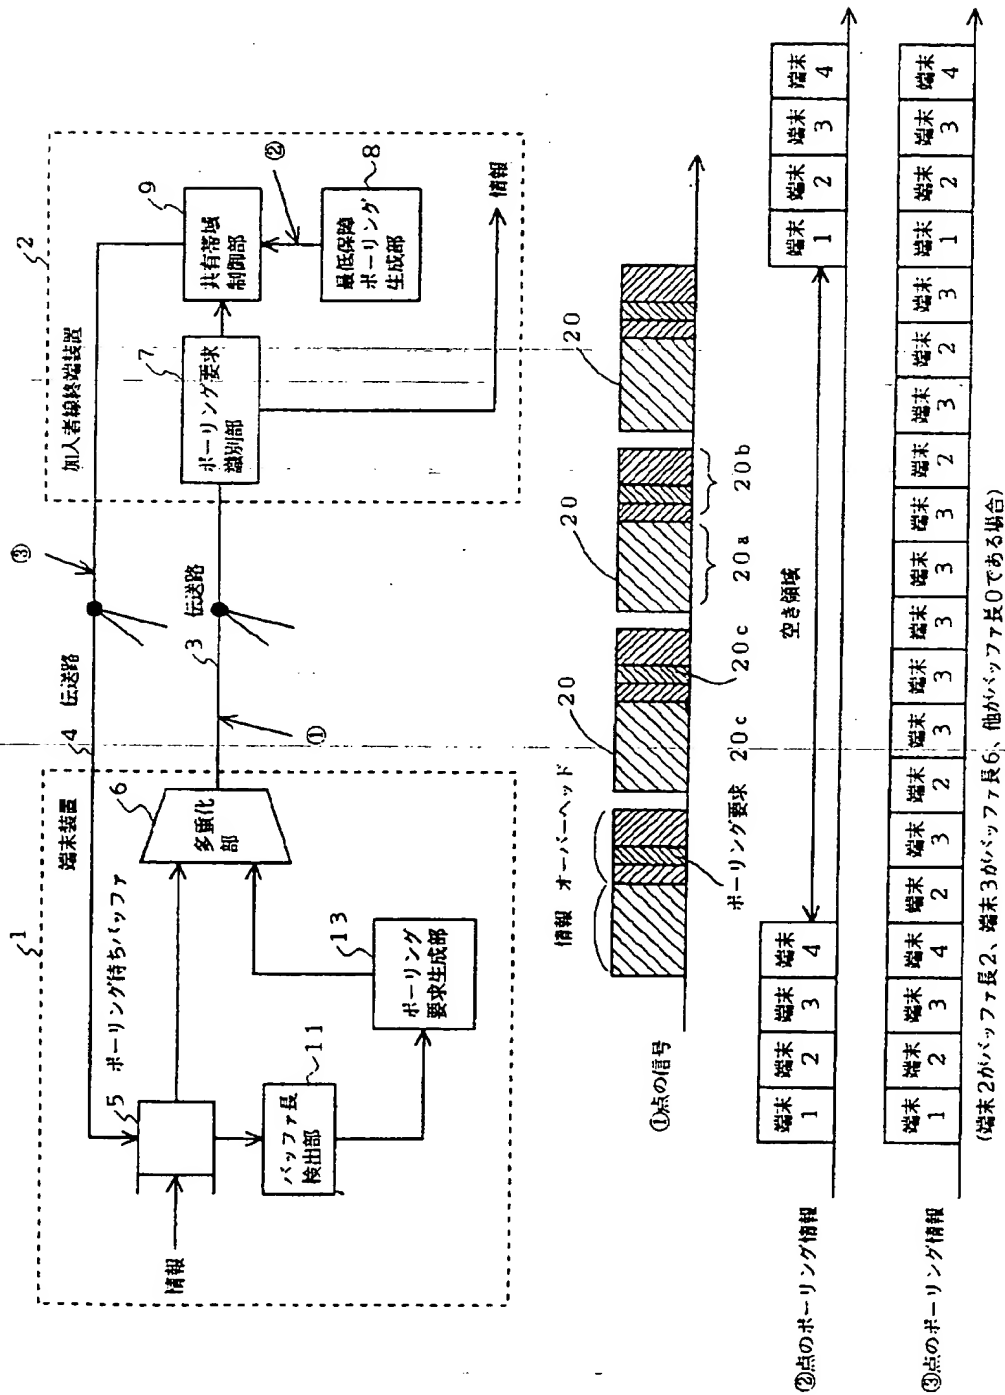 1
端末装置
情報
5
ポーリング待ちバッファ
バッファ長
検出部
11
ポーリング
要求生成部
13
多重化
部
6
4
伝送路
③
3
伝送路
①
2
加入者線終端装置
7
ポーリング要求
識別部
9
共有帯域
制御部
②
最低保障
ポーリング
生成部
8
情報
①点の信号
情報 オーバーヘッド
ポーリング要求
20
20
20
20c
20c
20a
20b
②点のポーリング情報
端末 端末 端末 端末
1 2 3 4
空き領域
端末 端末 端末 端末
1 2 3 4
③点のポーリング情報
端末 端末 端末 端末 端末 端末 端末 端末 端末 端末 端末 端末 端末 端末 端末 端末 端末 端末 端末 端末
1 2 3 4 2 3 2 3 3 3 3 3 2 3 2 3 1 2 3 4
(端末2がバッファ長2、端末3がバッファ長6、他がバッファ長0である場合)